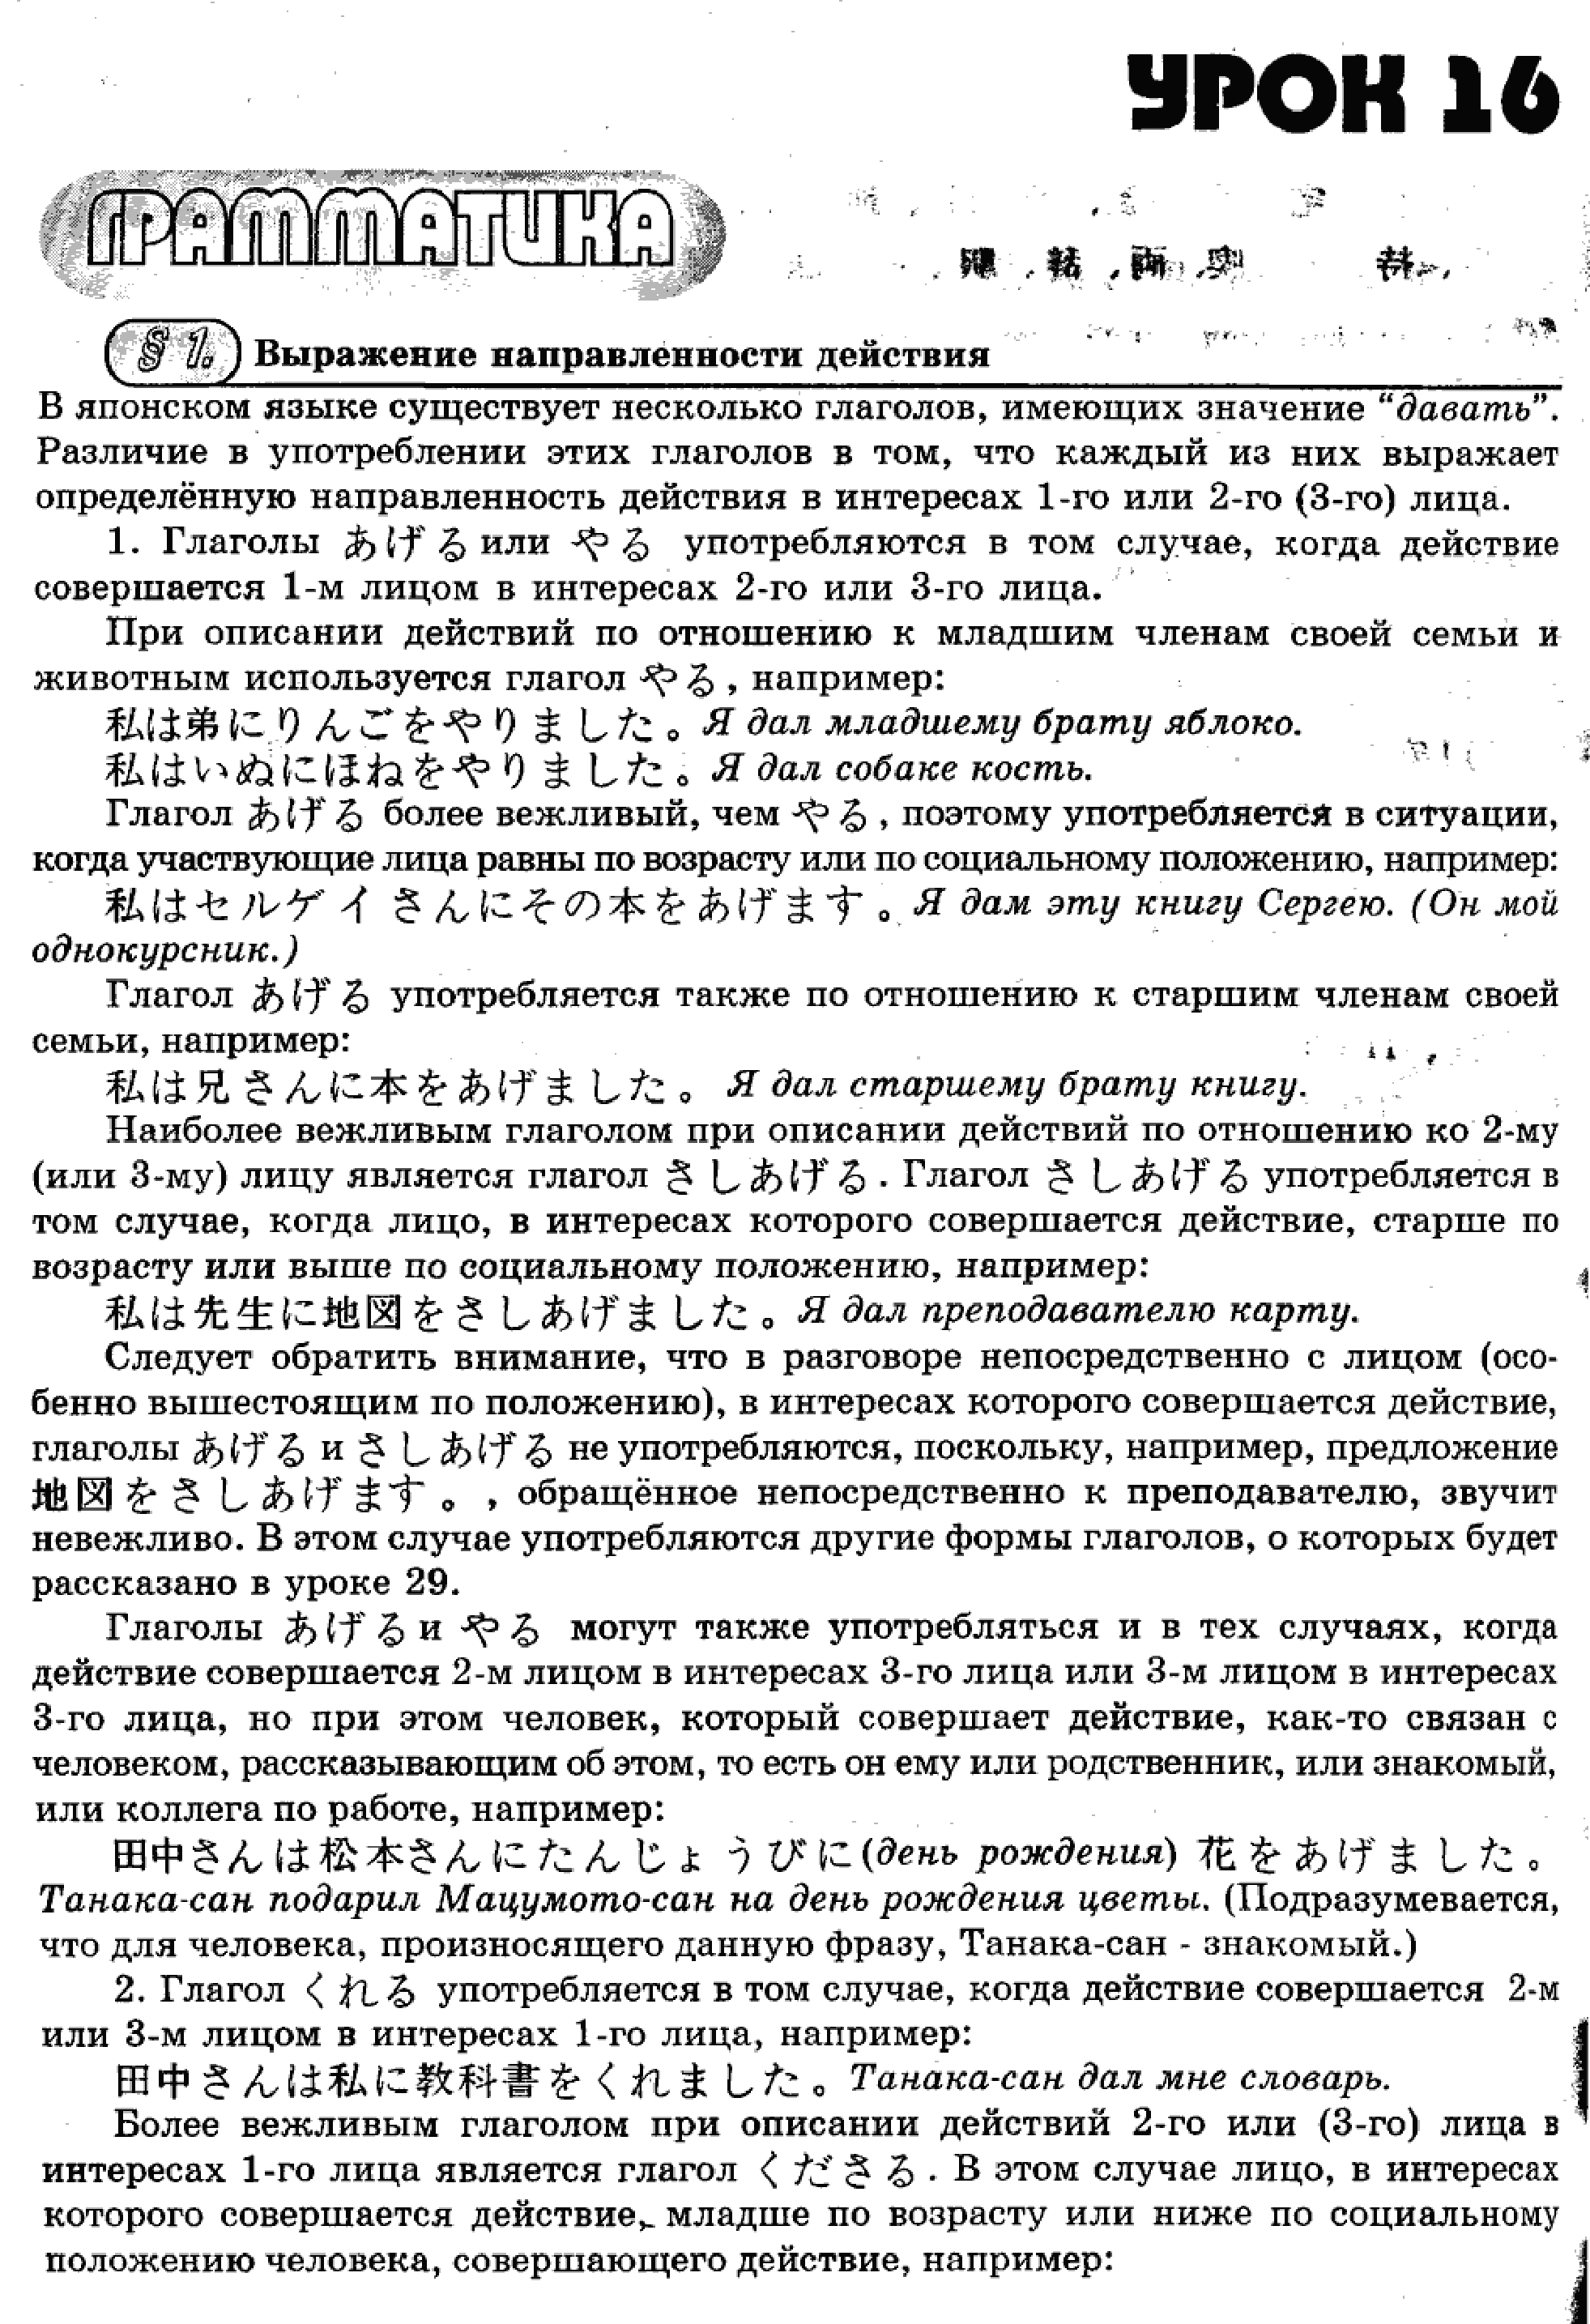 УРОК 16
ГРАММАТИКА
§ 1. Выражение направленности действия
В японском языке существует несколько глаголов, имеющих значение “давать”.
Различие в употреблении этих глаголов в том, что каждый из них выражает
определённую направленность действия в интересах 1-го или 2-го (3-го) лица.
1. Глаголы あげる или やる употребляются в том случае, когда действие
совершается 1-м лицом в интересах 2-го или 3-го лица.
При описании действий по отношению к младшим членам своей семьи и
животным используется глагол やる, например:
私は弟にりんごをやりました。Я дал младшему брату яблоко.
私はいぬにほねをやりました。Я дал собаке кость.
Глагол あげる более вежливый, чем やる, поэтому употребляется в ситуации,
когда участвующие лица равны по возрасту или по социальному положению, например:
私はセルゲイさんにその本をあげます。Я дам эту книгу Сергею. (Он мой
однокурсник.)
Глагол あげる употребляется также по отношению к старшим членам своей
семьи, например:
私は兄さんに本をあげました。 Я дал старшему брату книгу.
Наиболее вежливым глаголом при описании действий по отношению ко 2-му
(или 3-му) лицу является глагол さしあげる. Глагол さしあげる употребляется в
том случае, когда лицо, в интересах которого совершается действие, старше по
возрасту или выше по социальному положению, например:
私は先生に地図をさしあげました。Я дал преподавателю карту.
Следует обратить внимание, что в разговоре непосредственно с лицом (осо-
бенно вышестоящим по положению), в интересах которого совершается действие,
глаголы あげる и さしあげる не употребляются, поскольку, например, предложение
地図をさしあげます。, обращённое непосредственно к преподавателю, звучит
невежливо. В этом случае употребляются другие формы глаголов, о которых будет
рассказано в уроке 29.
Глаголы あげる и やる могут также употребляться и в тех случаях, когда
действие совершается 2-м лицом в интересах 3-го лица или 3-м лицом в интересах
3-го лица, но при этом человек, который совершает действие, как-то связан с
человеком, рассказывающим об этом, то есть он ему или родственник, или знакомый,
или коллега по работе, например:
田中さんは松本さんにたんじょうびに(день рождения) 花をあげました。
Танака-сан подарил Мацумото-сан на день рождения цветы. (Подразумевается,
что для человека, произносящего данную фразу, Танака-сан - знакомый.)
2. Глагол くれる употребляется в том случае, когда действие совершается 2-м
или 3-м лицом в интересах 1-го лица, например:
田中さんは私に教科書をくれました。Танака-сан дал мне словарь.
Более вежливым глаголом при описании действий 2-го или (3-го) лица в
интересах 1-го лица является глагол くださる. В этом случае лицо, в интересах
которого совершается действие, младше по возрасту или ниже по социальному
положению человека, совершающего действие, например: